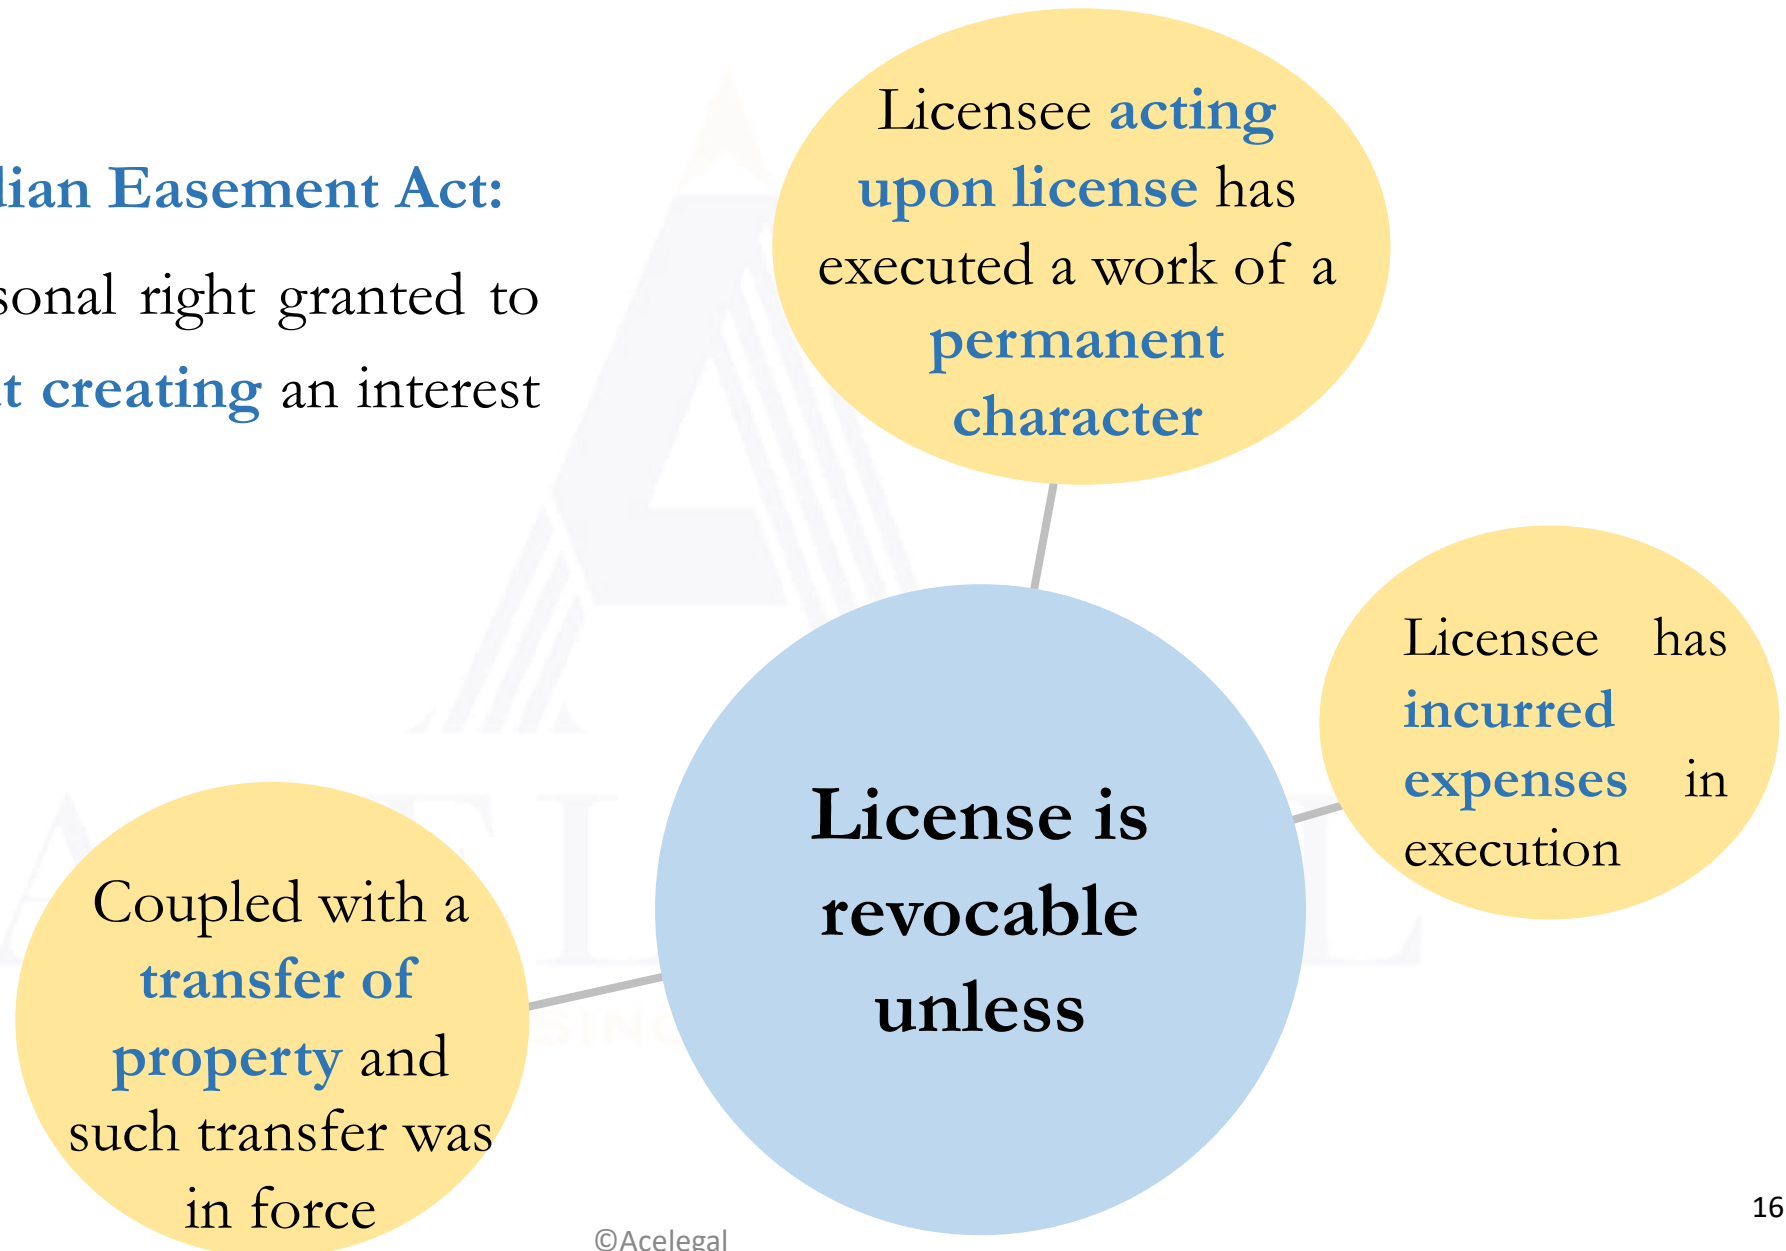 dian Easement Act:
sonal right granted to
t creating an interest
Licensee acting
upon license has
executed a work of a
permanent
character
Licensee has
incurred
expenses in
execution
License is
revocable
unless
Coupled with a
transfer of
property and
such transfer was
in force
©Acelegal
16